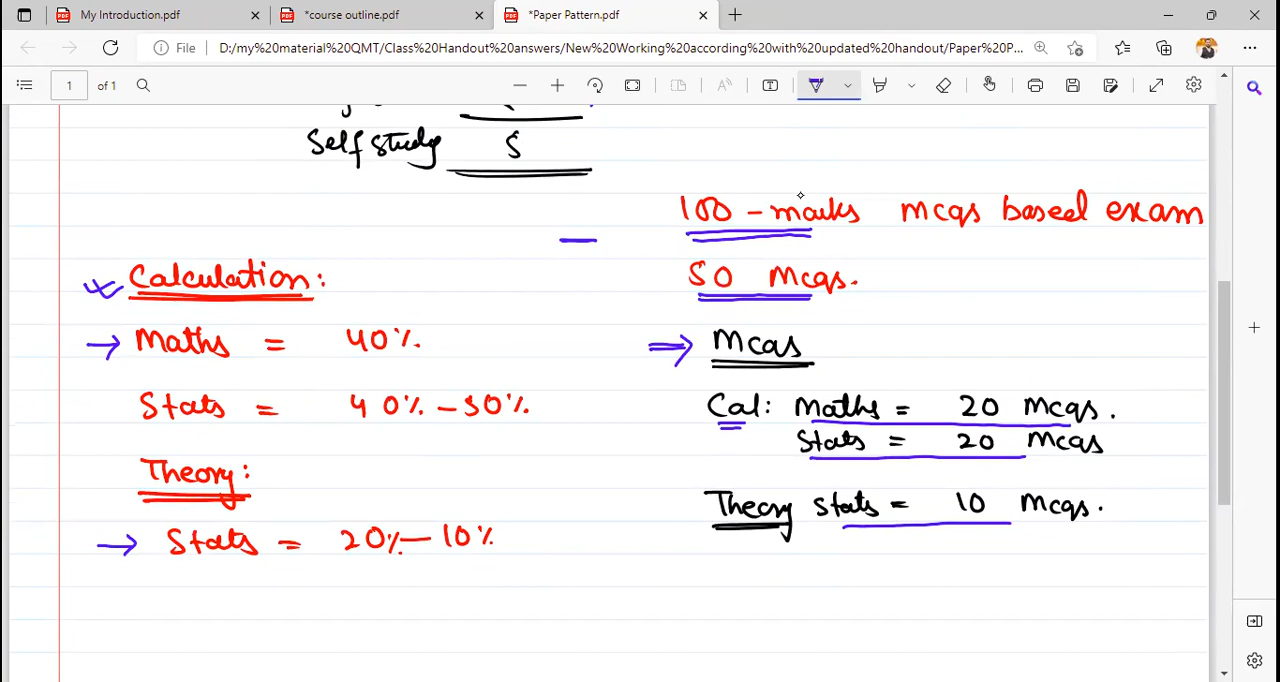 My Introduction.pdf
*course outline.pdf
*Paper Pattern.pdf
File
D:/my%20material%20QMT/Class%20Handout%20answers/New%20Working%20according%20with%20updated%20handout/Paper%20P...
1 of 1
Self Study 5
100 - marks mcqs based exam
Calculation: 50 Mcqs.
Maths = 40%
Mcqs
Stats = 40% - 50%
Cal: Maths = 20 mcqs.
Stats = 20 mcqs
Theory:
Theory Stats = 10 mcqs.
Stats = 20% - 10%